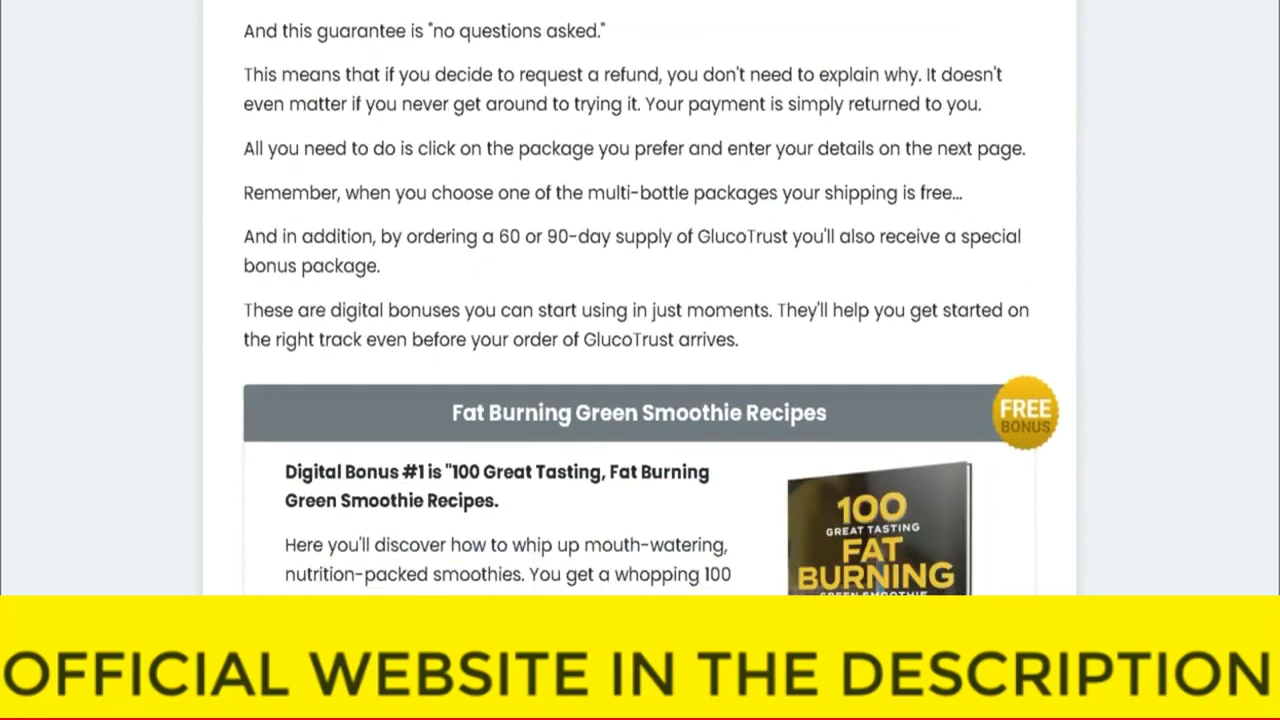 And this guarantee is "no questions asked."
This means that if you decide to request a refund, you don't need to explain why. It doesn't
even matter if you never get around to trying it. Your payment is simply returned to you.
All you need to do is click on the package you prefer and enter your details on the next page.
Remember, when you choose one of the multi-bottle packages your shipping is free...
And in addition, by ordering a 60 or 90-day supply of GlucoTrust you'll also receive a special
bonus package.
These are digital bonuses you can start using in just moments. They'll help you get started on
the right track even before your order of GlucoTrust arrives.
Fat Burning Green Smoothie Recipes
FREE
BONUS
Digital Bonus #1 is "100 Great Tasting, Fat Burning
Green Smoothie Recipes.
Here you'll discover how to whip up mouth-watering,
nutrition-packed smoothies. You get a whopping 100
100
GREAT TASTING
FAT
BURNING
GREEN SMOOTHIE
OFFICIAL WEBSITE IN THE DESCRIPTION